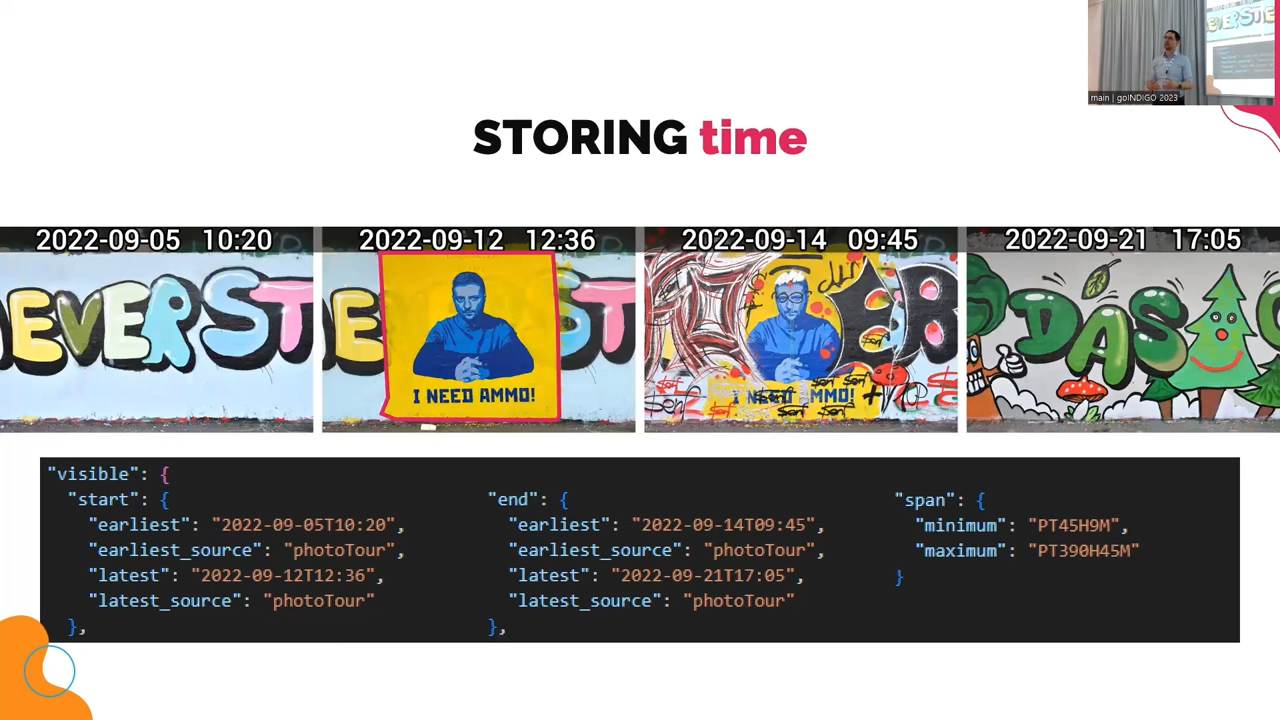 main | goINDIGO 2023
STORING time
2022-09-05 10:20
2022-09-12 12:36
2022-09-14 09:45
2022-09-21 17:05
EVERST
E
ST
I NEED AMMO!
MMO!
DAS
"visible": {
"start": {
"earliest": "2022-09-05T10:20",
"earliest_source": "photoTour",
"latest": "2022-09-12T12:36",
"latest_source": "photoTour"
},
"end": {
"earliest": "2022-09-14T09:45",
"earliest_source": "photoTour",
"latest": "2022-09-21T17:05",
"latest_source": "photoTour"
},
"span": {
"minimum": "PT45H9M",
"maximum": "PT390H45M"
}